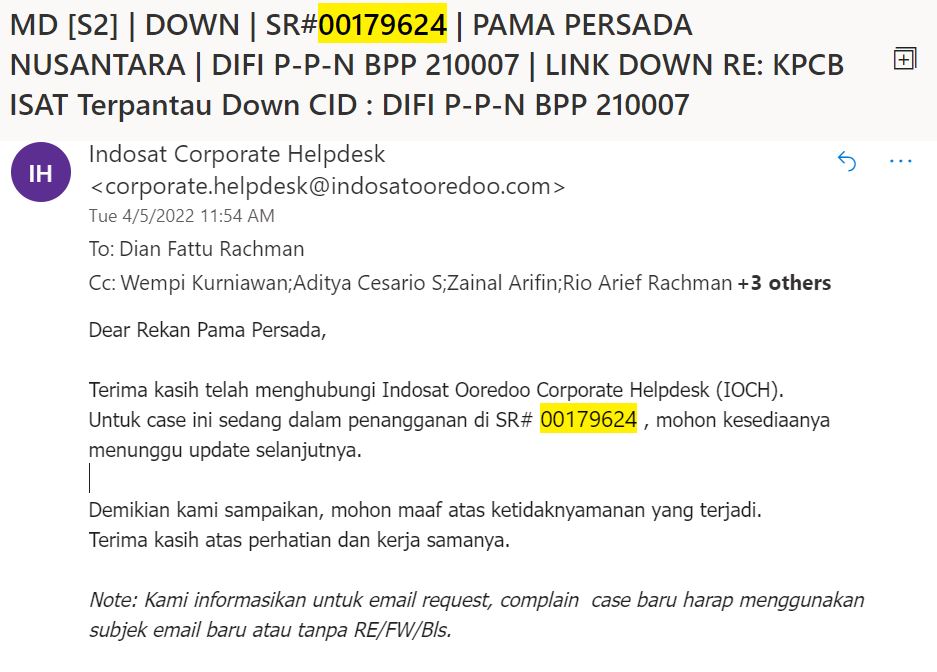 MD [S2] | DOWN | SR#00179624 | PAMA PERSADA
NUSANTARA | DIFI P-P-N BPP 210007 | LINK DOWN RE: KPCB
ISAT Terpantau Down CID : DIFI P-P-N BPP 210007
IH
Indosat Corporate Helpdesk
<corporate.helpdesk@indosatooredoo.com>
Tue 4/5/2022 11:54 AM
To: Dian Fattu Rachman
Cc: Wempi Kurniawan;Aditya Cesario S;Zainal Arifin;Rio Arief Rachman +3 others
Dear Rekan Pama Persada,
Terima kasih telah menghubungi Indosat Ooredoo Corporate Helpdesk (IOCH).
Untuk case ini sedang dalam penangganan di SR# 00179624 , mohon kesediaanya
menunggu update selanjutnya.
Demikian kami sampaikan, mohon maaf atas ketidaknyamanan yang terjadi.
Terima kasih atas perhatian dan kerja samanya.
Note: Kami informasikan untuk email request, complain  case baru harap menggunakan
subjek email baru atau tanpa RE/FW/Bls.